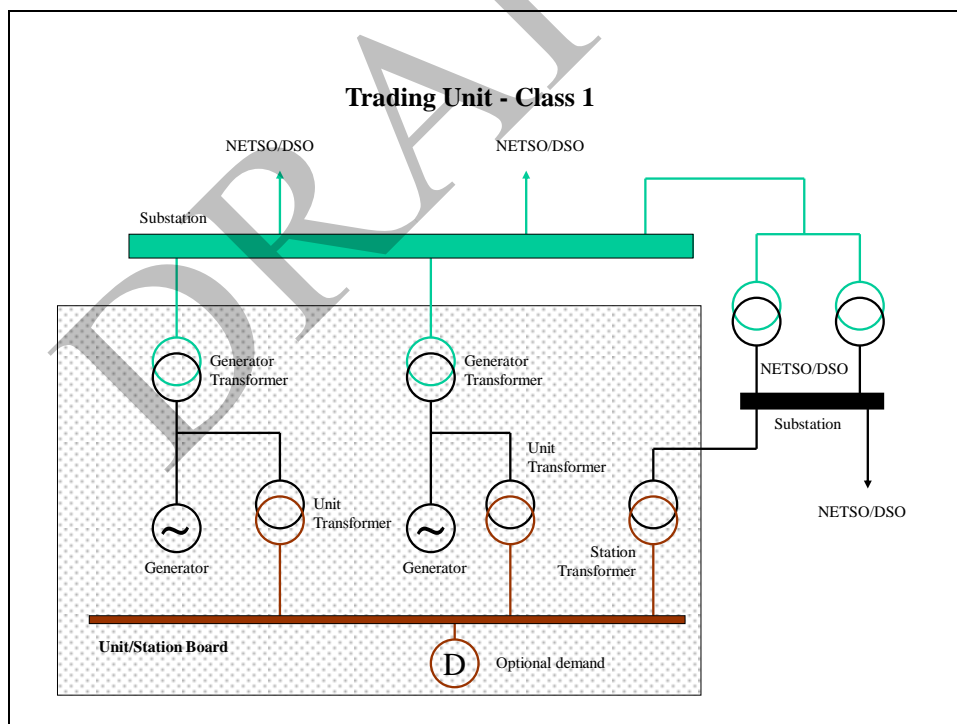 Trading Unit - Class 1
NETSO/DSO
NETSO/DSO
Substation
Generator
Transformer
Generator
Transformer
NETSO/DSO
Substation
Unit
Transformer
Unit
Transformer
NETSO/DSO
~
~
Generator
Generator
Station
Transformer
Unit/Station Board
D
Optional demand
DRAF